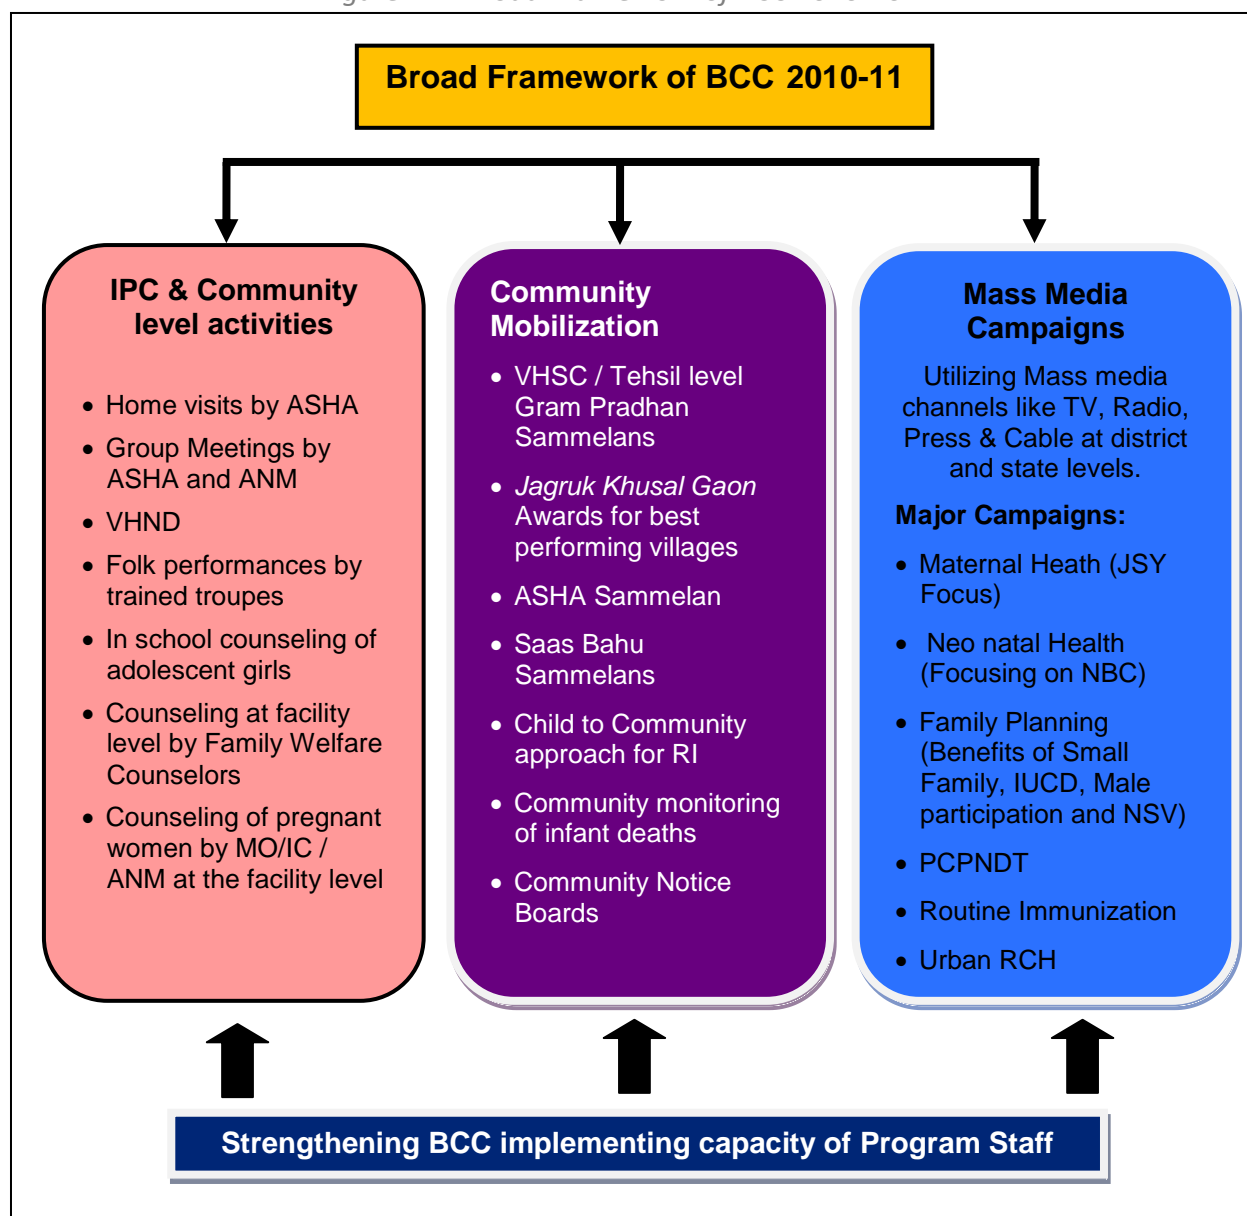 Broad Framework of BCC 2010-11
IPC & Community
level activities
• Home visits by ASHA
• Group Meetings by
ASHA and ANM
• VHND
• Folk performances by
trained troupes
• In school counseling of
adolescent girls
• Counseling at facility
level by Family Welfare
Counselors
• Counseling of pregnant
women by MO/IC /
ANM at the facility level
Community
Mobilization
• VHSC / Tehsil level
Gram Pradhan
Sammelans
• Jagruk Khusal Gaon
Awards for best
performing villages
• ASHA Sammelan
• Saas Bahu
Sammelans
• Child to Community
approach for RI
• Community monitoring
of infant deaths
• Community Notice
Boards
Mass Media
Campaigns
Utilizing Mass media
channels like TV, Radio,
Press & Cable at district
and state levels.
Major Campaigns:
• Maternal Heath (JSY
Focus)
• Neo natal Health
(Focusing on NBC)
• Family Planning
(Benefits of Small
Family, IUCD, Male
participation and NSV)
• PCPNDT
• Routine Immunization
• Urban RCH
Strengthening BCC implementing capacity of Program Staff